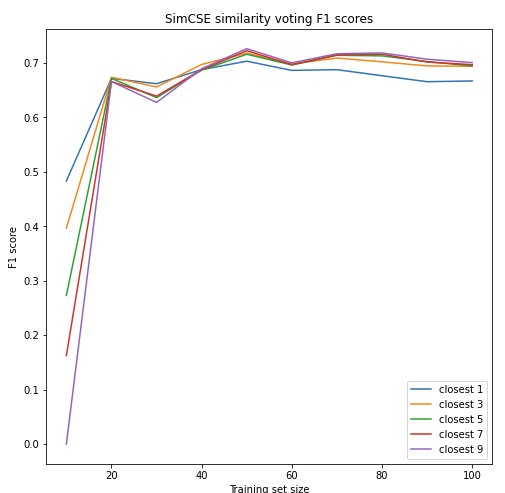 SimCSE similarity voting F1 scores
F1 score
0.7
0.6
0.5
0.4
0.3
0.2
0.1
0.0
closest 1
closest 3
closest 5
closest 7
closest 9
20
40
60
80
100
Training set size